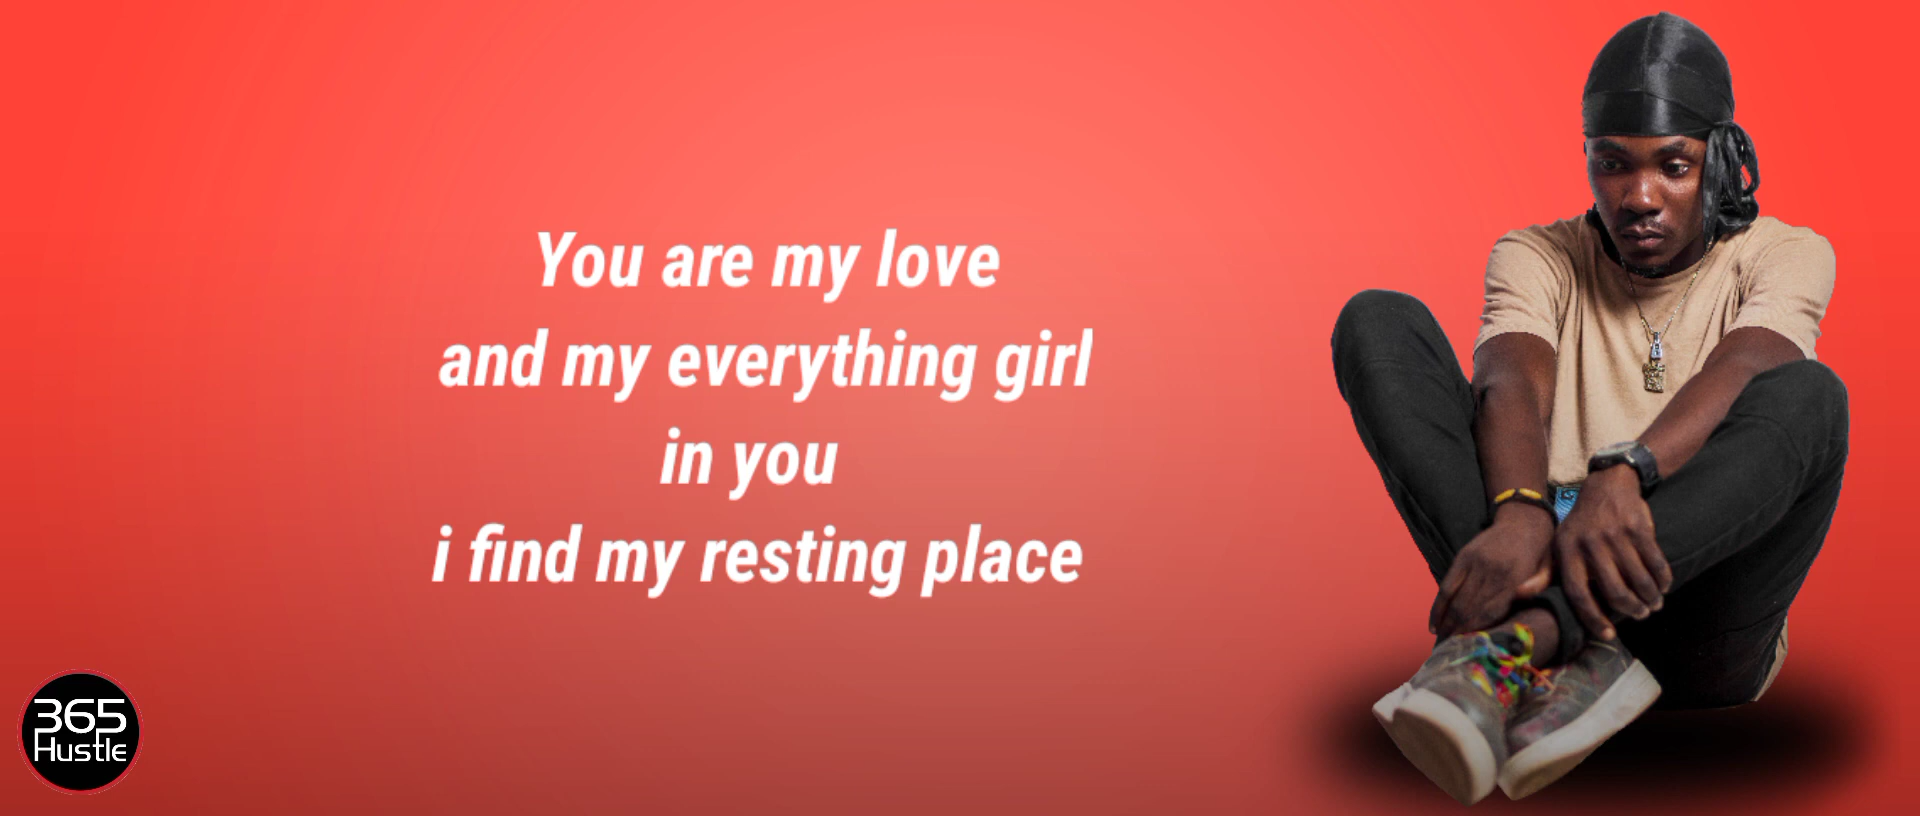 You are my love
and my everything girl
in you
i find my resting place
365
Hustle